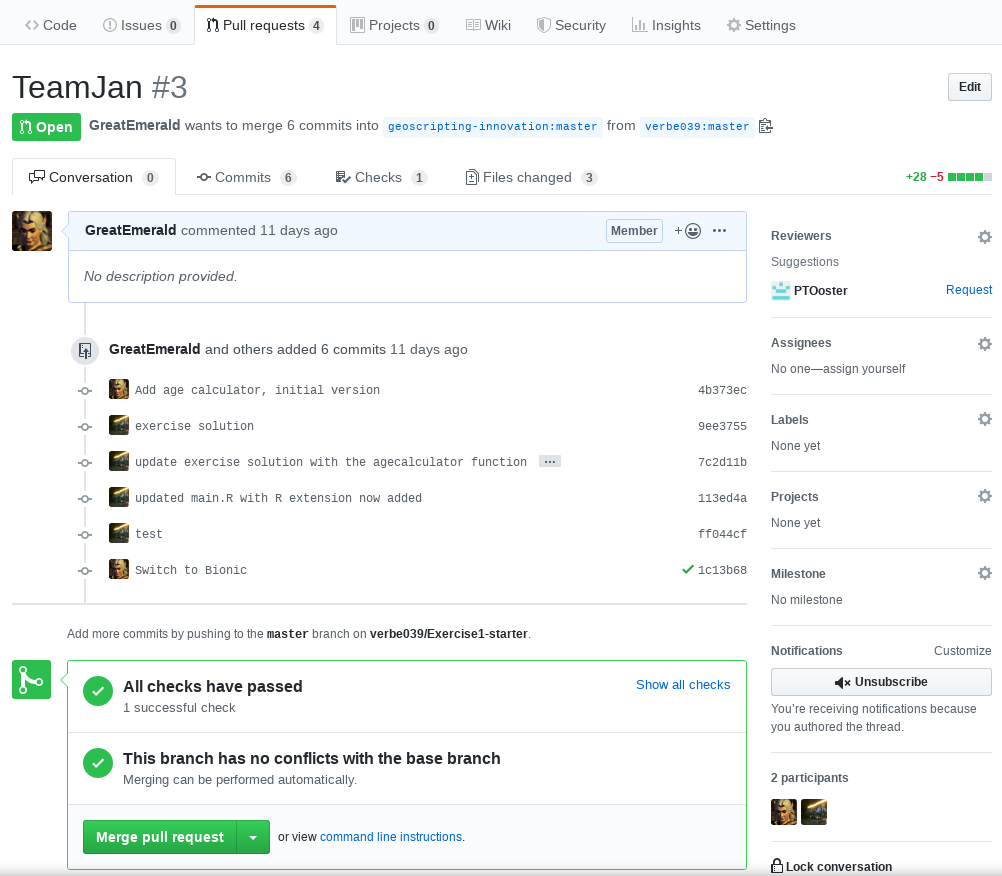 Code Issues 0 Pull requests 4 Projects 0 Wiki Security Insights Settings
TeamJan #3
Edit
Open GreatEmerald wants to merge 6 commits into geoscripting-innovation:master from verbe039:master
Conversation 0 Commits 6 Checks 1 Files changed 3 +28 −5
GreatEmerald commented 11 days ago Member +
No description provided.
GreatEmerald and others added 6 commits 11 days ago
Add age calculator, initial version 4b373ec
exercise solution 9ee3755
update exercise solution with the agecalculator function … 7c2d11b
updated main.R with R extension now added 113ed4a
test ff044cf
Switch to Bionic 1c13b68
Add more commits by pushing to the master branch on verbe039/Exercise1-starter.
All checks have passed Show all checks
1 successful check
This branch has no conflicts with the base branch
Merging can be performed automatically.
Merge pull request or view command line instructions.
Reviewers
Suggestions
PTOoster Request
Assignees
No one—assign yourself
Labels
None yet
Projects
None yet
Milestone
No milestone
Notifications Customize
Unsubscribe
You're receiving notifications because
you authored the thread.
2 participants
Lock conversation